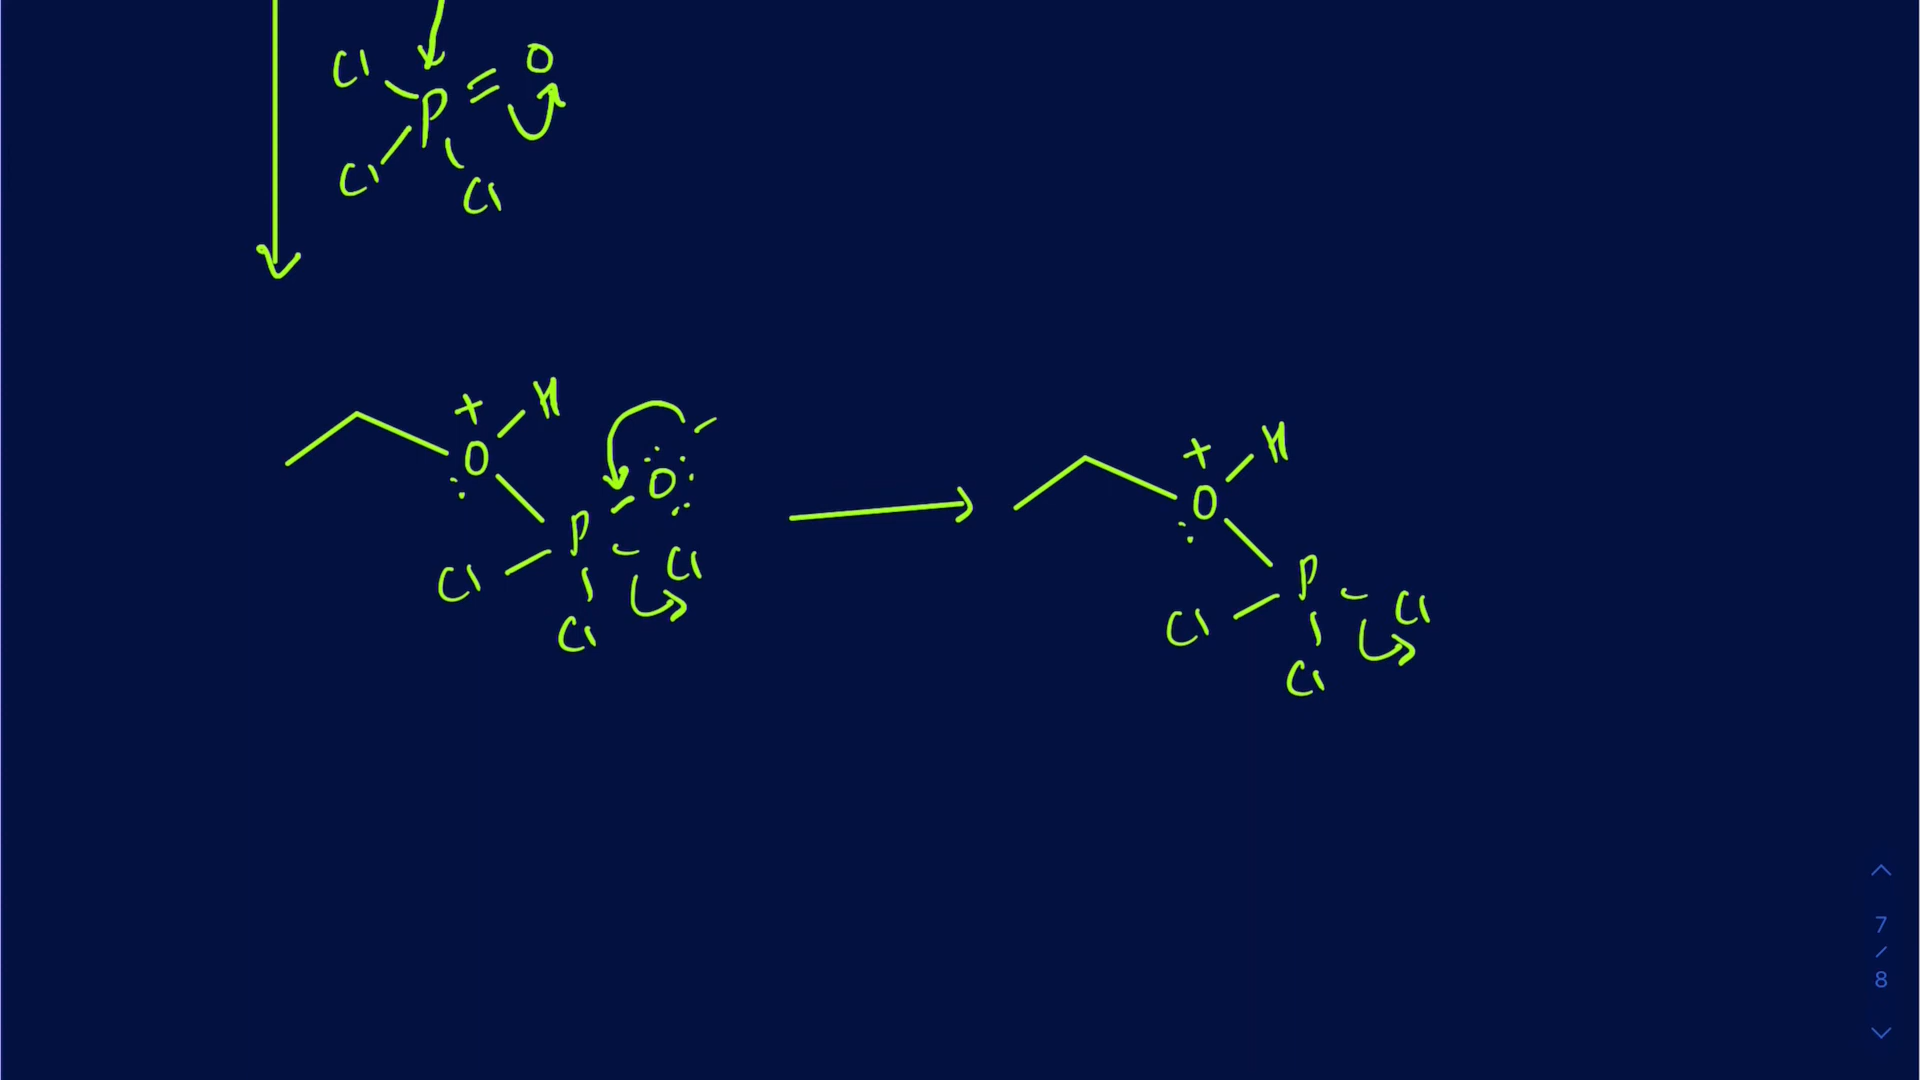 Cl O
P =
Cl Cl
+ H
O O -
P
Cl Cl
Cl
+ H
O
P
Cl Cl
Cl
7
/
8